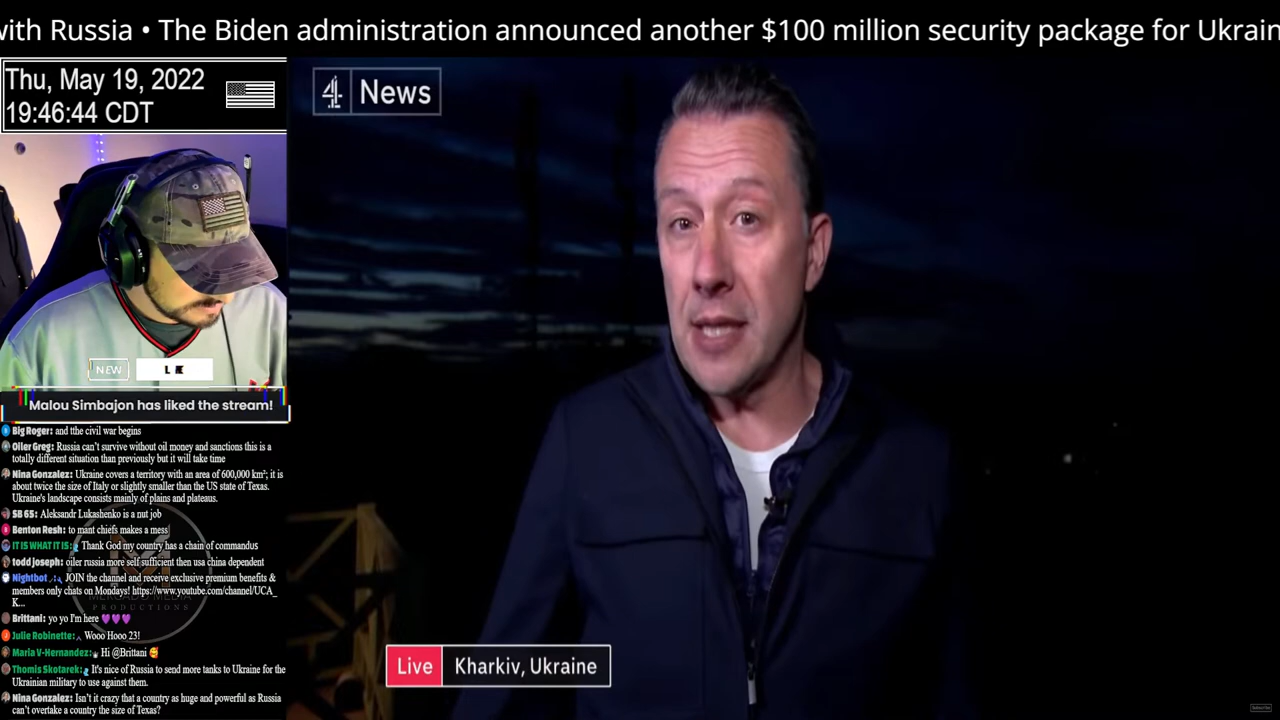 with Russia • The Biden administration announced another $100 million security package for Ukrain
Thu, May 19, 2022
19:46:44 CDT
4 News
NEW
Malou Simbajon has liked the stream!
Big Roger: and tthe civil war begins
Oiler Greg: Russia can't survive without oil money and sanctions this is a
totally different situation than previously but it will take time
Nina Gonzalez: Ukraine covers a territory with an area of 600,000 km²; it is
about twice the size of Italy or slightly smaller than the US state of Texas.
Ukraine's landscape consists mainly of plains and plateaus.
SB 65: Aleksandr Lukashenko is a nut job
Benton Resh: to mant chiefs makes a mess
IT IS WHAT IT IS: Thank God my country has a chain of commandus
todd joseph: oiler russia more self sufficient then usa china dependent
Nightbot JOIN the channel and receive exclusive premium benefits &
members only chats on Mondays! https://www.youtube.com/channel/UCA_
K...
PRODUCTIONS
Brittani: yo yo I'm here 💜💜💜
Julie Robinette: Wooo Hooo 23!
Maria V-Hernandez: Hi @Brittani 🥰
Thomis Skotarek: It's nice of Russia to send more tanks to Ukraine for the
Ukrainian military to use against them.
Nina Gonzalez: Isn't it crazy that a country as huge and powerful as Russia
can't overtake a country the size of Texas?
Live Kharkiv, Ukraine